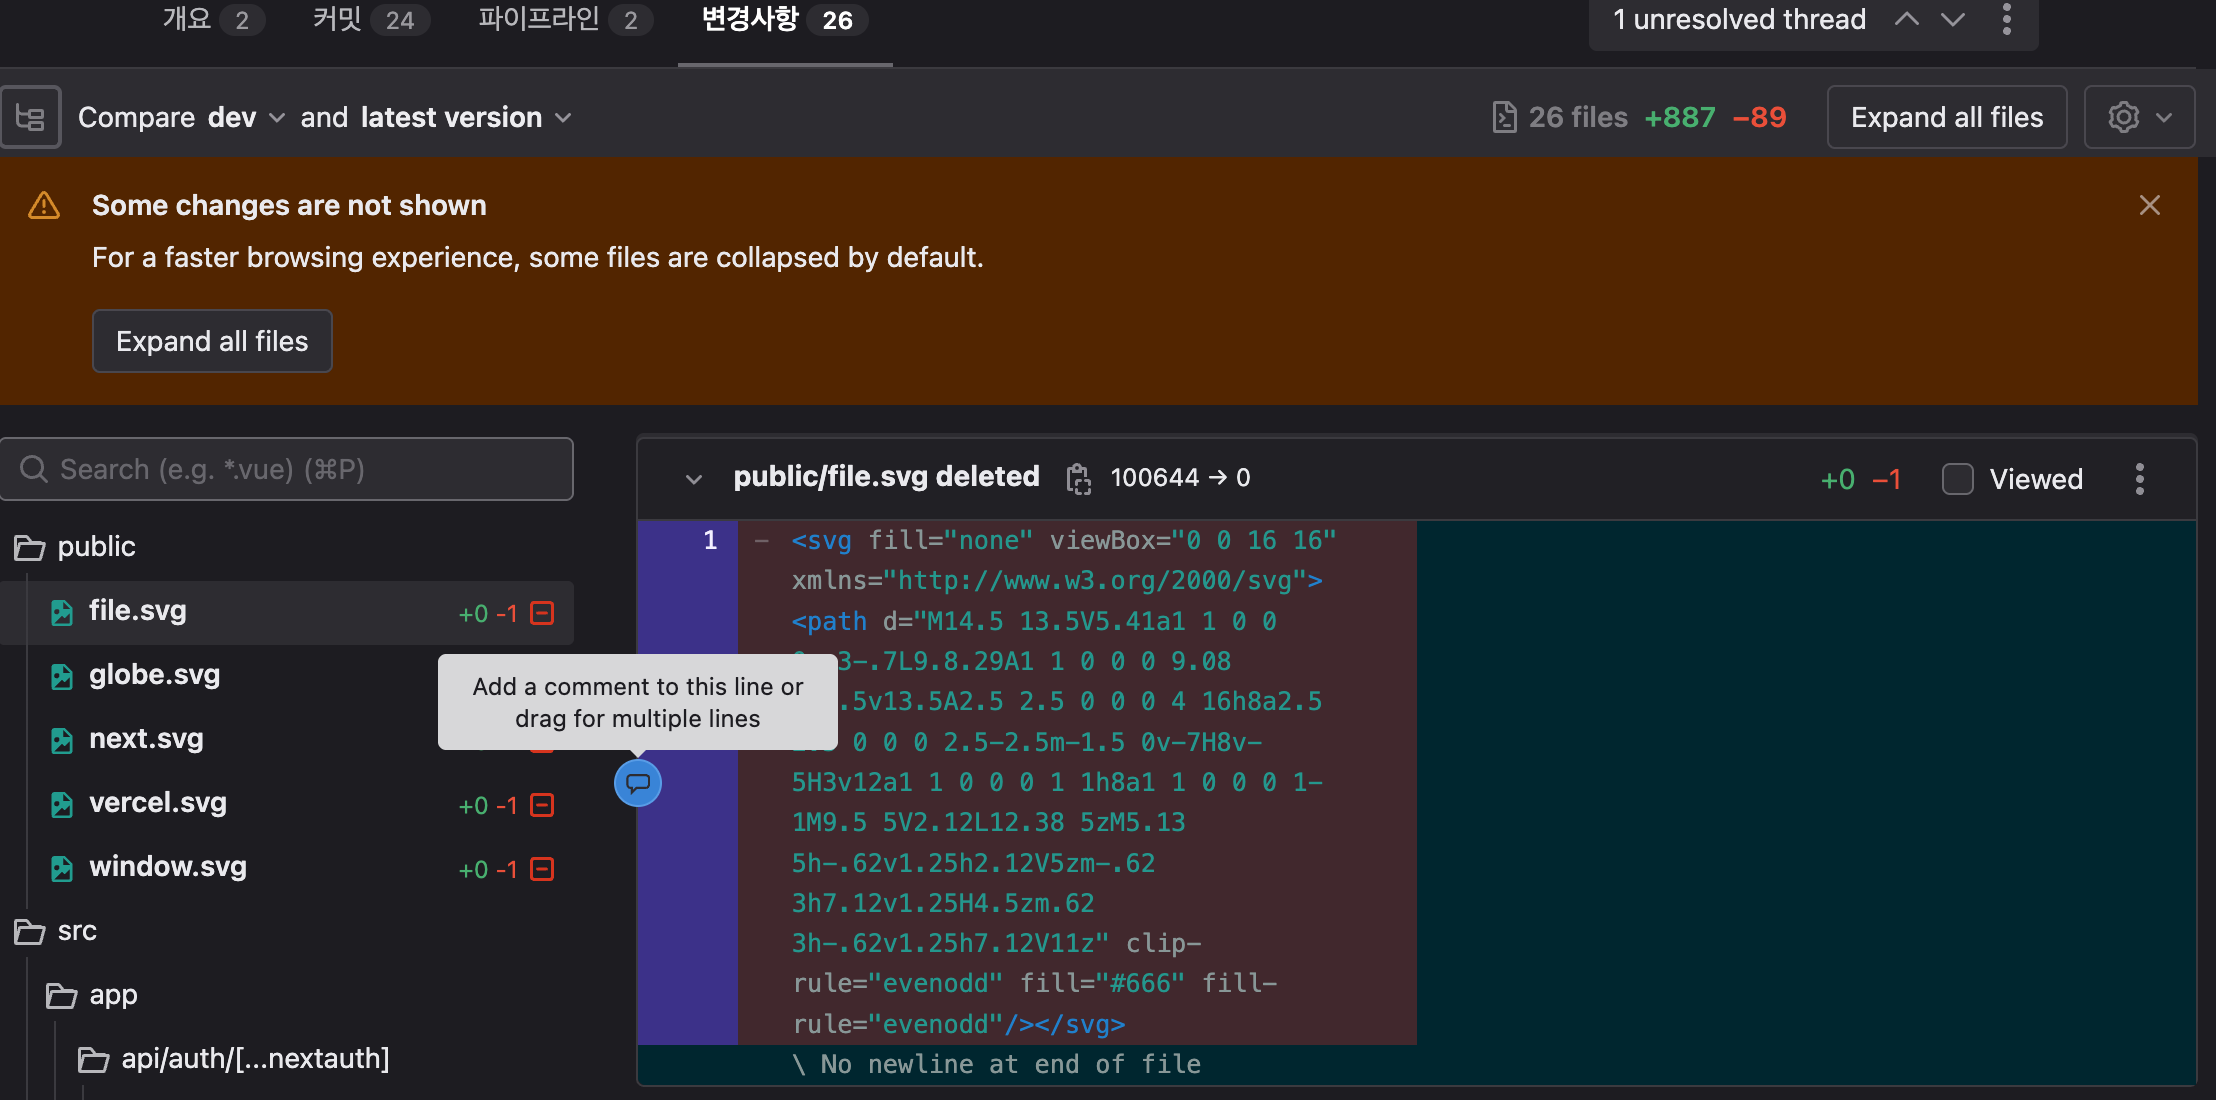 개요 2 커밋 24 파이프라인 2 변경사항 26 1 unresolved thread
Compare dev and latest version 26 files +887 −89 Expand all files
Some changes are not shown
For a faster browsing experience, some files are collapsed by default.
Expand all files
Search (e.g. *.vue) (⌘P)
public
file.svg +0 -1
globe.svg
next.svg
vercel.svg +0 -1
window.svg +0 -1
src
app
api/auth/[...nextauth]
Add a comment to this line or
drag for multiple lines
public/file.svg deleted 100644 → 0 +0 −1 Viewed
1 − <svg fill="none" viewBox="0 0 16 16"
xmlns="http://www.w3.org/2000/svg">
<path d="M14.5 13.5V5.41a1 1 0 0
3-.7L9.8.29A1 1 0 0 0 9.08
.5v13.5A2.5 2.5 0 0 0 4 16h8a2.5
0 0 0 2.5-2.5m-1.5 0v-7H8v-
5H3v12a1 1 0 0 0 1 1h8a1 1 0 0 0 1-
1M9.5 5V2.12L12.38 5zM5.13
5h-.62v1.25h2.12V5zm-.62
3h7.12v1.25H4.5zm.62
3h-.62v1.25h7.12V11z" clip-
rule="evenodd" fill="#666" fill-
rule="evenodd"/></svg>
\ No newline at end of file